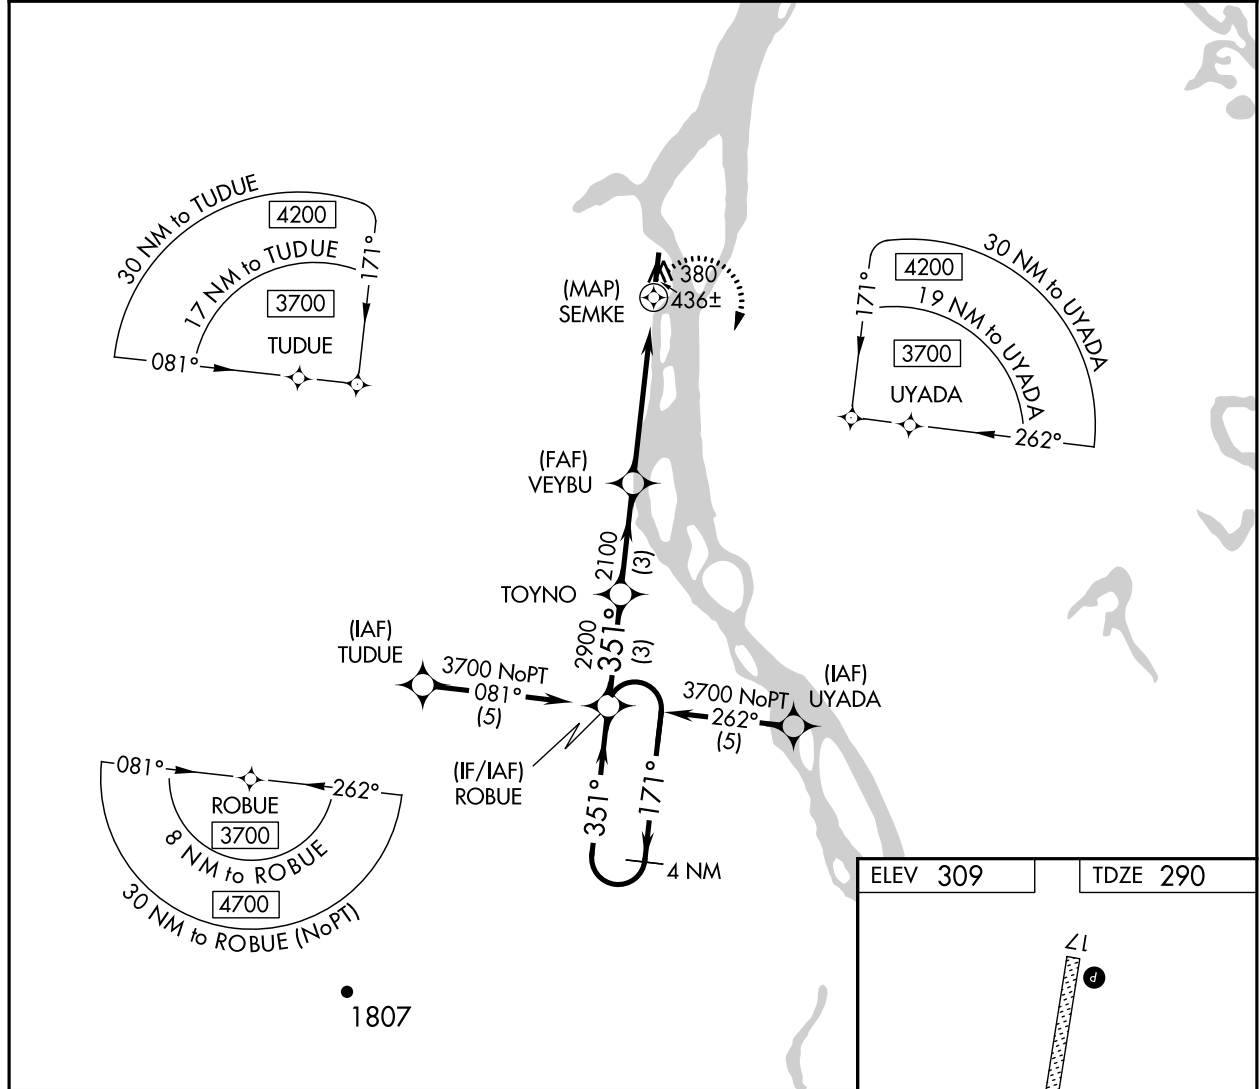 30 NM to TUDUE
4200
17 NM to TUDUE
3700
TUDUE
171°
081°
(MAP)
SEMKE
380
436±
30 NM to UYADA
4200
19 NM to UYADA
3700
UYADA
171°
262°
(FAF)
VEYBU
2100
(3)
TOYNO
2900
351°
(3)
(IAF)
TUDUE
3700 NoPT
081°
(5)
3700 NoPT
262°
(5)
(IAF)
UYADA
(IF/IAF)
ROBUE
351°
171°
4 NM
081°
262°
ROBUE
3700
8 NM to ROBUE
4700
30 NM to ROBUE (NoPT)
1807
ELEV 309
TDZE 290
17
P